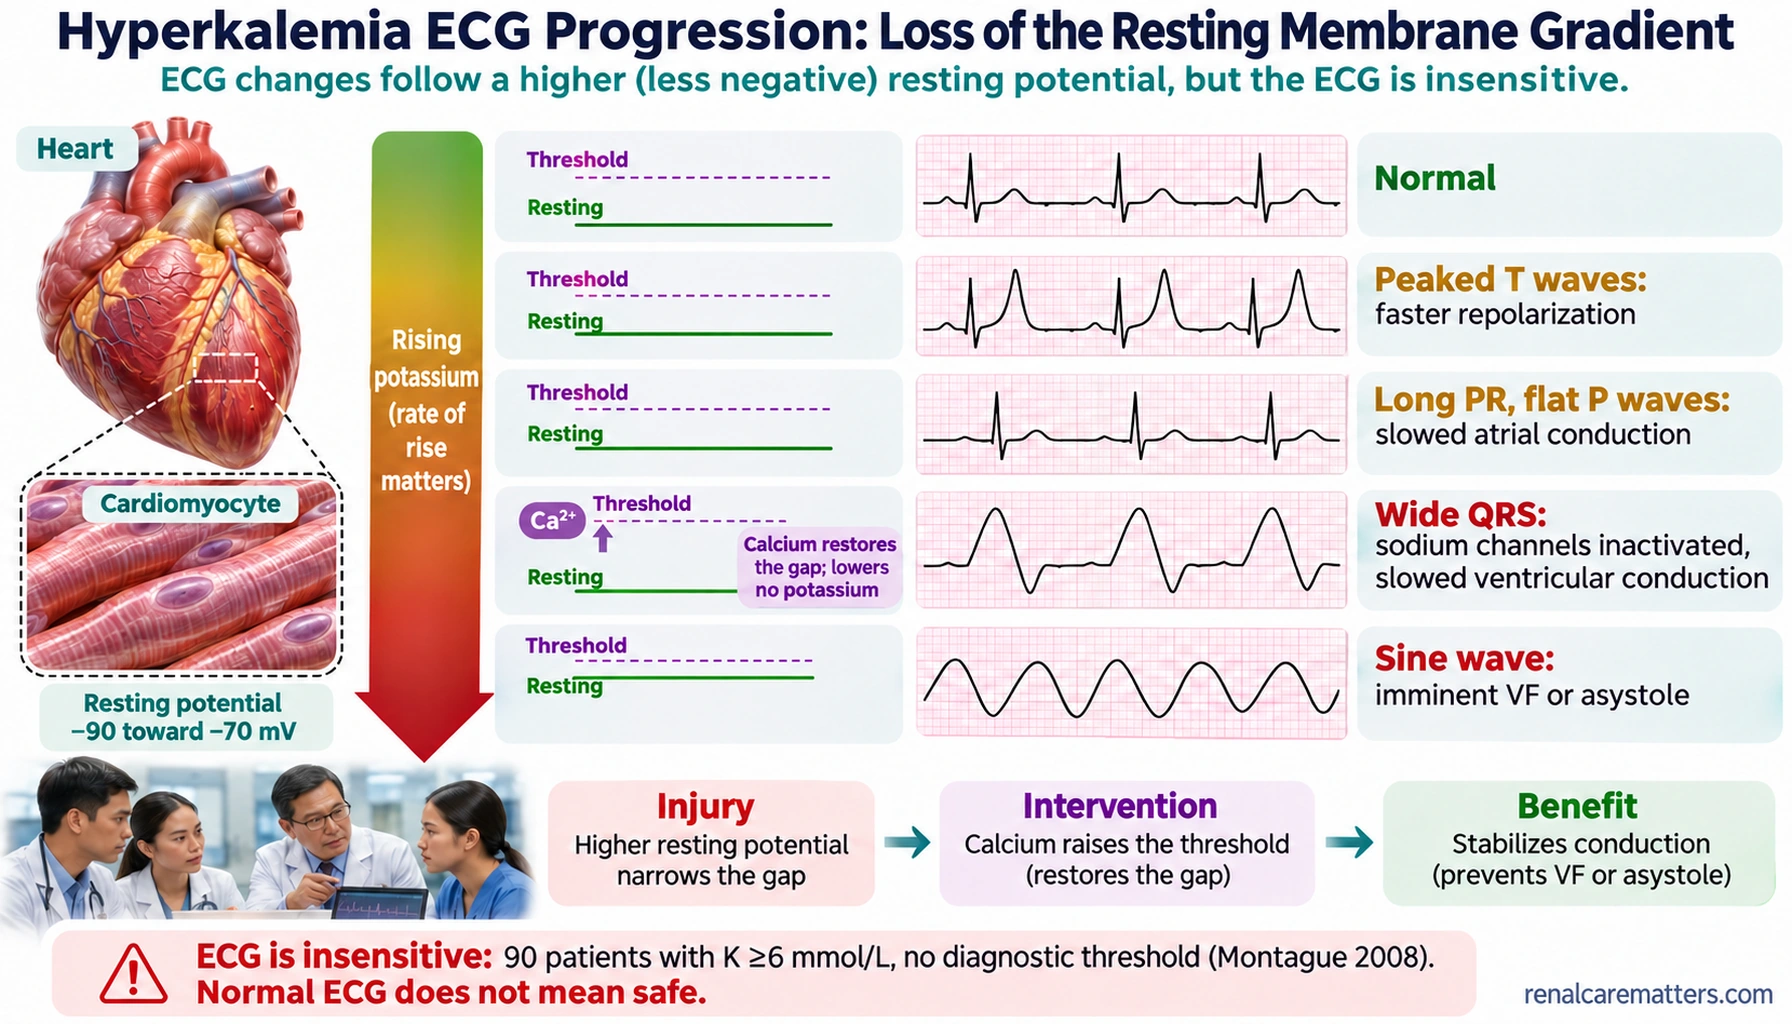 Hyperkalemia ECG Progression: Loss of the Resting Membrane Gradient
ECG changes follow a higher (less negative) resting potential, but the ECG is insensitive.
Heart
Cardiomyocyte
Resting potential
−90 toward −70 mV
Rising
potassium
(rate of
rise
matters)
Threshold
Resting
Normal
Threshold
Resting
Peaked T waves:
faster repolarization
Threshold
Resting
Long PR, flat P waves:
slowed atrial conduction
Ca²⁺
Threshold
Resting
Calcium restores
the gap; lowers
no potassium
Wide QRS:
sodium channels inactivated,
slowed ventricular conduction
Threshold
Resting
Sine wave:
imminent VF or asystole
Injury
Higher resting potential
narrows the gap
Intervention
Calcium raises the threshold
(restores the gap)
Benefit
Stabilizes conduction
(prevents VF or asystole)
ECG is insensitive: 90 patients with K ≥6 mmol/L, no diagnostic threshold (Montague 2008).
Normal ECG does not mean safe.
renalcarematters.com